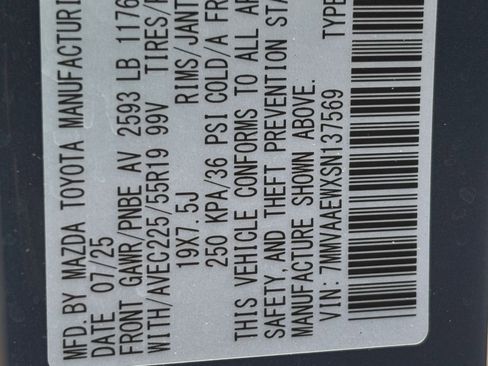 MFD. BY MAZDA TOYOTA MANUFACTURI
DATE 07/25
FRONT GAWR/PNBE AV 2593 LB 1176
WITH/AVEC225/55R19 99V TIRES/P
19X7.5J RIMS/JANT
250 KPA/36 PSI COLD/A FR
THIS VEHICLE CONFORMS TO ALL AP
SAFETY,AND THEFT PREVENTION STA
MANUFACTURE SHOWN ABOVE.
VIN: 7MMVAAEWXSN137569 TYPE